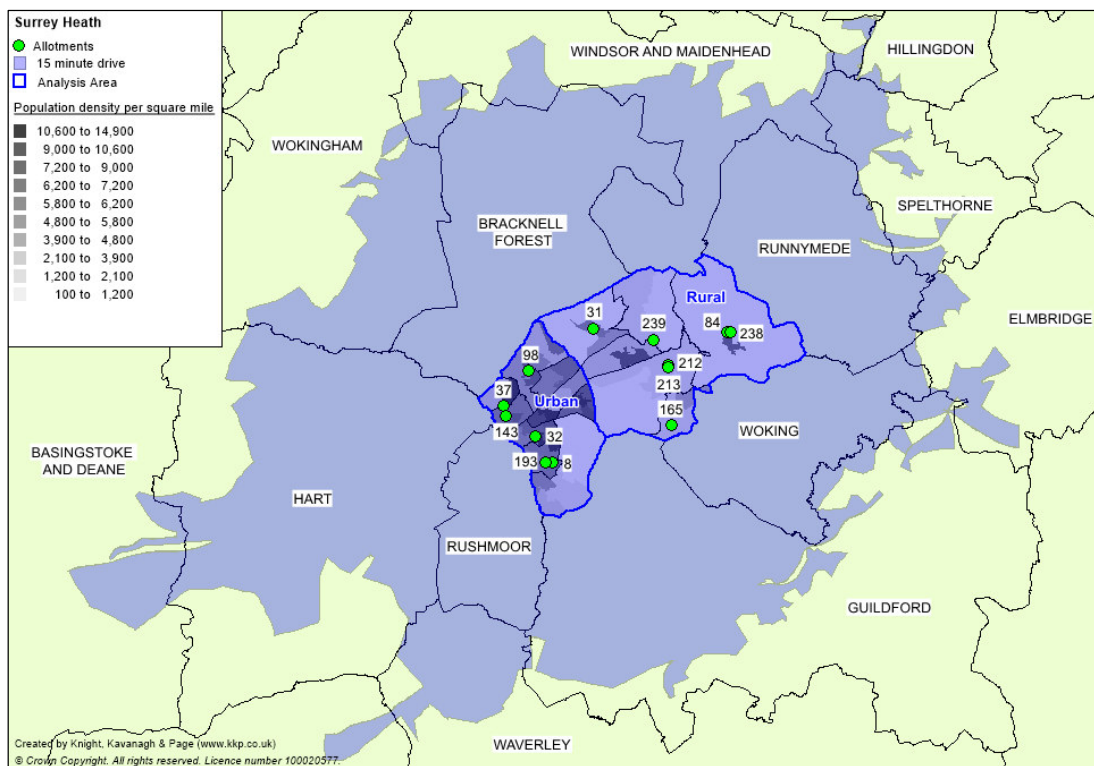 Surrey Heath
Allotments
15 minute drive
Analysis Area
Population density per square mile
10,600 to 14,900
9,000 to 10,600
7,200 to 9,000
6,200 to 7,200
5,800 to 6,200
4,800 to 5,800
3,900 to 4,800
2,100 to 3,900
1,200 to 2,100
100 to 1,200
WINDSOR AND MAIDENHEAD
HILLINGDON
WOKINGHAM
SPELTHORNE
BRACKNELL
FOREST
RUNNYMEDE
Rural
ELMBRIDGE
31
239
84
238
98
212
213
37
Urban
165
143
32
WOKING
193
8
BASINGSTOKE
AND DEANE
HART
RUSHMOOR
GUILDFORD
WAVERLEY
Created by Knight, Kavanagh & Page (www.kkp.co.uk)
© Crown Copyright. All rights reserved. Licence number 100020577.